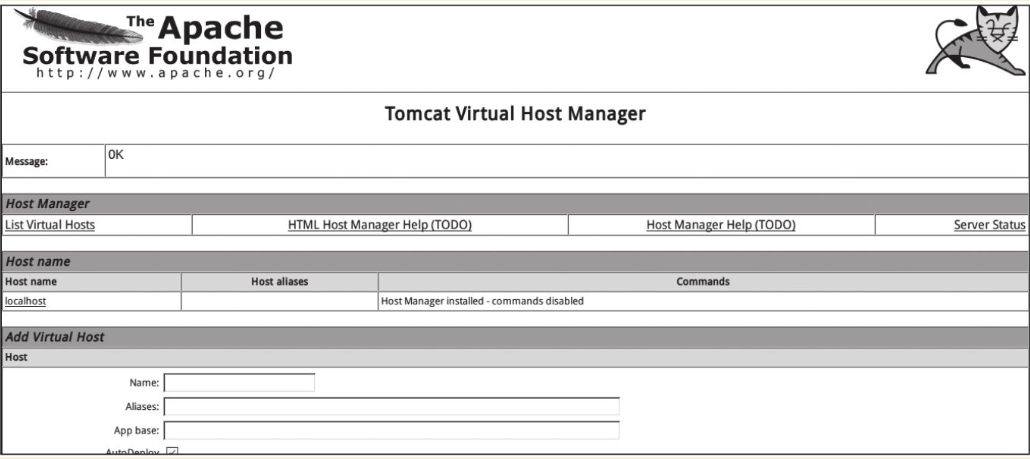 The Apache
Software Foundation
http://www.apache.org/
Tomcat Virtual Host Manager
Message: OK
Host Manager
List Virtual Hosts HTML Host Manager Help (TODO) Host Manager Help (TODO) Server Status
Host name
Host name Host aliases Commands
localhost Host Manager installed - commands disabled
Add Virtual Host
Host
Name:
Aliases:
App base:
AutoDeploy